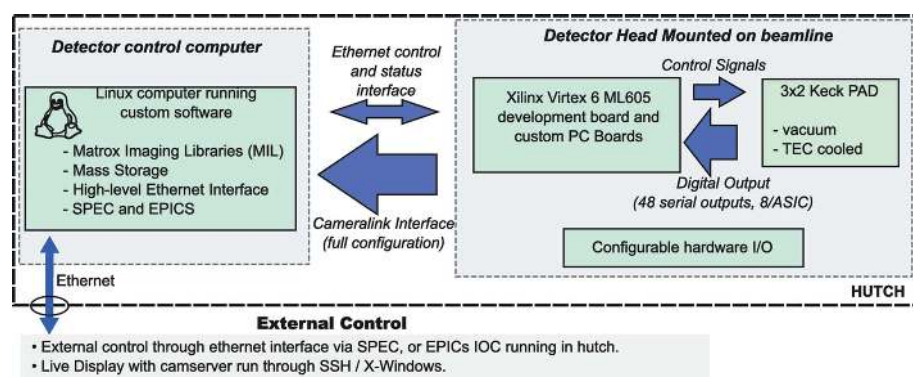 Detector control computer
Linux computer running
custom software
- Matrox Imaging Libraries (MIL)
- Mass Storage
- High-level Ethernet Interface
- SPEC and EPICS
Ethernet control
and status
interface
Cameralink Interface
(full configuration)
Detector Head Mounted on beamline
Xilinx Virtex 6 ML605
development board and
custom PC Boards
Control Signals
3x2 Keck PAD
- vacuum
- TEC cooled
Digital Output
(48 serial outputs, 8/ASIC)
Configurable hardware I/O
Ethernet
HUTCH
External Control
• External control through ethernet interface via SPEC, or EPICs IOC running in hutch.
• Live Display with camserver run through SSH / X-Windows.